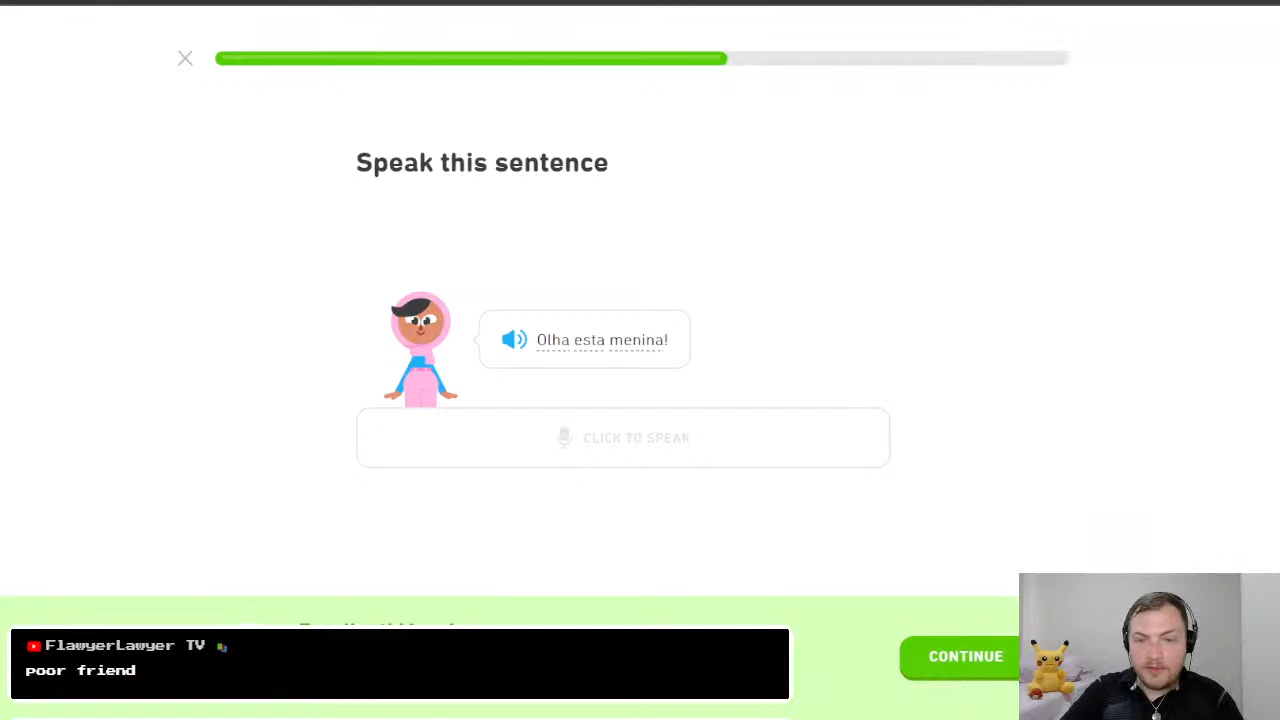 Speak this sentence
Olha esta menina!
CLICK TO SPEAK
CONTINUE
FlawyerLawyer TV
poor friend